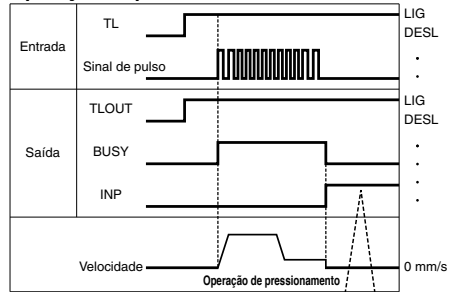 Entrada
TL
LIG
DESL
Sinal de pulso
Saída
TLOUT
LIG
DESL
BUSY
INP
Velocidade
0 mm/s
Operação de pressionamento